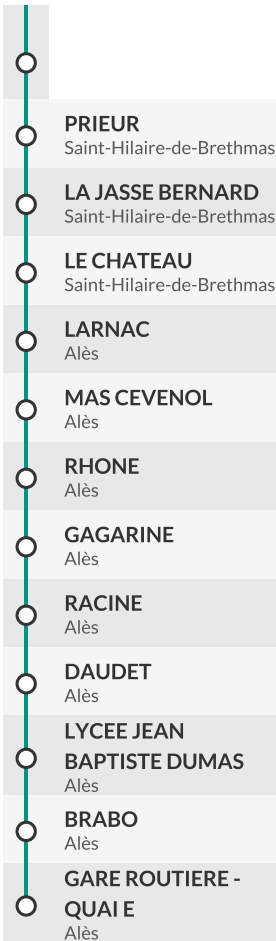 PRIEUR
Saint-Hilaire-de-Brethmas
LA JASSE BERNARD
Saint-Hilaire-de-Brethmas
LE CHATEAU
Saint-Hilaire-de-Brethmas
LARNAC
Alès
MAS CEVENOL
Alès
RHONE
Alès
GAGARINE
Alès
RACINE
Alès
DAUDET
Alès
LYCEE JEAN
BAPTISTE DUMAS
Alès
BRABO
Alès
GARE ROUTIERE -
QUAI E
Alès